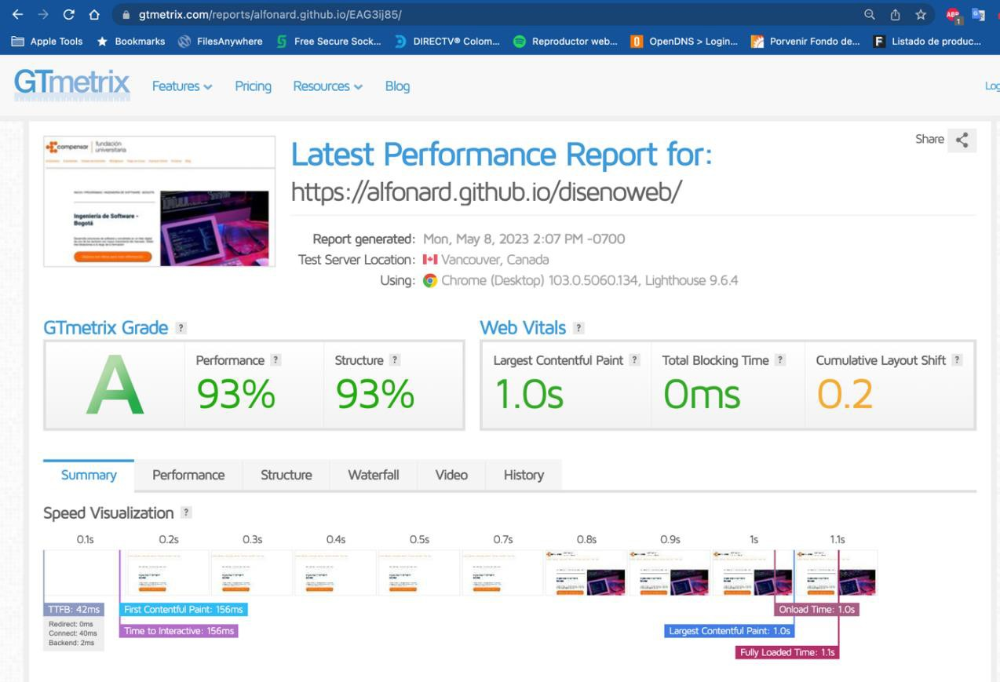 gtmetrix.com/reports/alfonard.github.io/EAG3ij85/
ABP
1
Apple Tools
Bookmarks
FilesAnywhere
Free Secure Sock...
DIRECTV® Colom...
Reproductor web...
OpenDNS > Login...
Porvenir Fondo de...
F
Listado de produc...
GTmetrix
Features
Pricing
Resources
Blog
Log
compensar | fundación
universitaria
INICIO / PROGRAMAS / INGENIERÍA DE SOFTWARE - BOGOTÁ
Ingeniería de Software -
Bogotá
Latest Performance Report for:
https://alfonard.github.io/disenoweb/
Share
Report generated: Mon, May 8, 2023 2:07 PM -0700
Test Server Location: Vancouver, Canada
Using: Chrome (Desktop) 103.0.5060.134, Lighthouse 9.6.4
GTmetrix Grade ?
A
Performance ?
93%
Structure ?
93%
Web Vitals ?
Largest Contentful Paint ?
1.0s
Total Blocking Time ?
0ms
Cumulative Layout Shift ?
0.2
Summary
Performance
Structure
Waterfall
Video
History
Speed Visualization ?
0.1s 0.2s 0.3s 0.4s 0.5s 0.7s 0.8s 0.9s 1s 1.1s
TTFB: 42ms
Redirect: 0ms
Connect: 40ms
Backend: 2ms
First Contentful Paint: 156ms
Time to Interactive: 156ms
Onload Time: 1.0s
Largest Contentful Paint: 1.0s
Fully Loaded Time: 1.1s